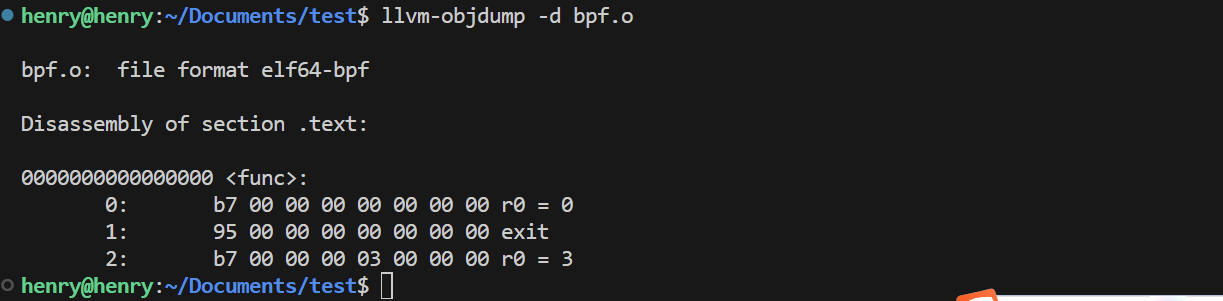 henry@henry:~/Documents/test$ llvm-objdump -d bpf.o
bpf.o:  file format elf64-bpf
Disassembly of section .text:
0000000000000000 <func>:
       0:       b7 00 00 00 00 00 00 00 r0 = 0
       1:       95 00 00 00 00 00 00 00 exit
       2:       b7 00 00 00 03 00 00 00 r0 = 3
henry@henry:~/Documents/test$